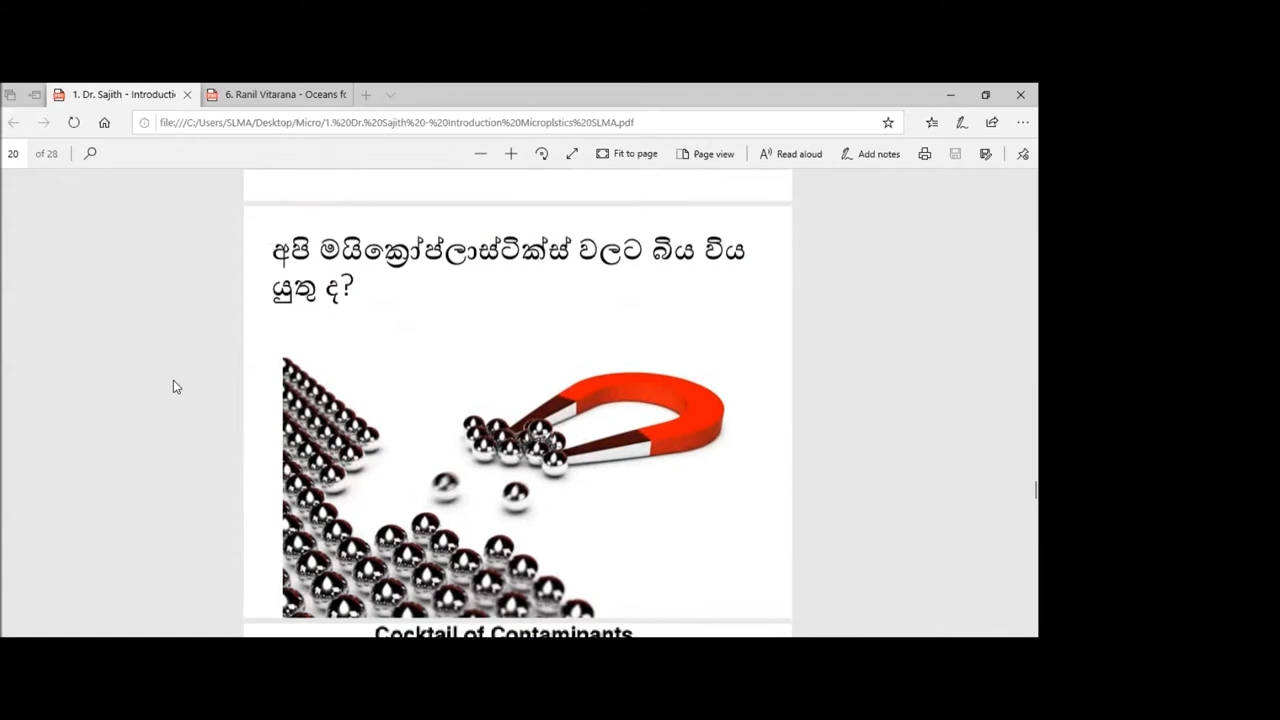 1. Dr. Sajith - Introducti
6. Ranil Vitarana - Oceans fo
file:///C:/Users/SLMA/Desktop/Micro/1.%20Dr.%20Sajith%20-%20Introduction%20Microplstics%20SLMA.pdf
20 of 28
Fit to page
Page view
Read aloud
Add notes
අපි මයික්‍රෝප්ලාස්ටික්ස් වලට බිය විය
යුතු ද?
Cocktail of Contaminants